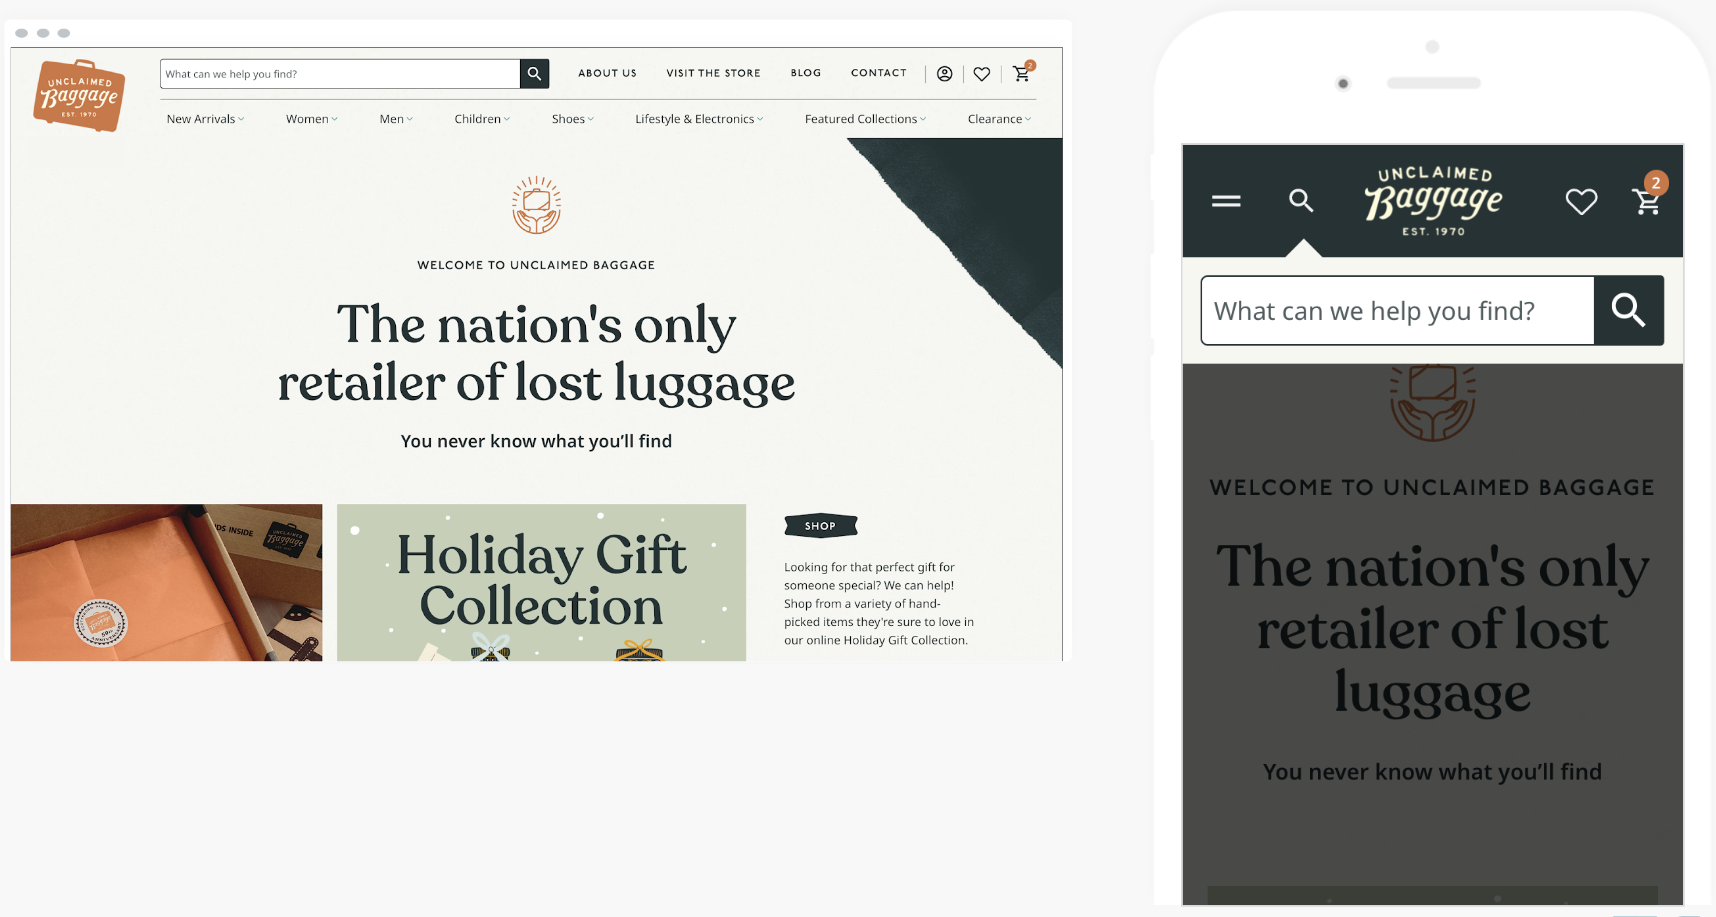 UNCLAIMED
Baggage
EST. 1970
What can we help you find?
ABOUT US
VISIT THE STORE
BLOG
CONTACT
2
New Arrivals
Women
Men
Children
Shoes
Lifestyle & Electronics
Featured Collections
Clearance
WELCOME TO UNCLAIMED BAGGAGE
The nation's only
retailer of lost luggage
You never know what you'll find
DS INSIDE
Baggage
Holiday Gift
Collection
SHOP
Looking for that perfect gift for
someone special? We can help!
Shop from a variety of hand-
picked items they're sure to love in
our online Holiday Gift Collection.
UNCLAIMED
Baggage
EST. 1970
2
What can we help you find?
WELCOME TO UNCLAIMED BAGGAGE
The nation's only
retailer of lost
luggage
You never know what you'll find